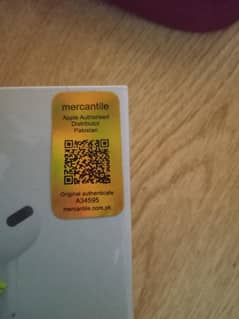 mercantile
Apple Authorised
Distributor
Pakistan
Original authenticate
A34595
mercantile.com.pk